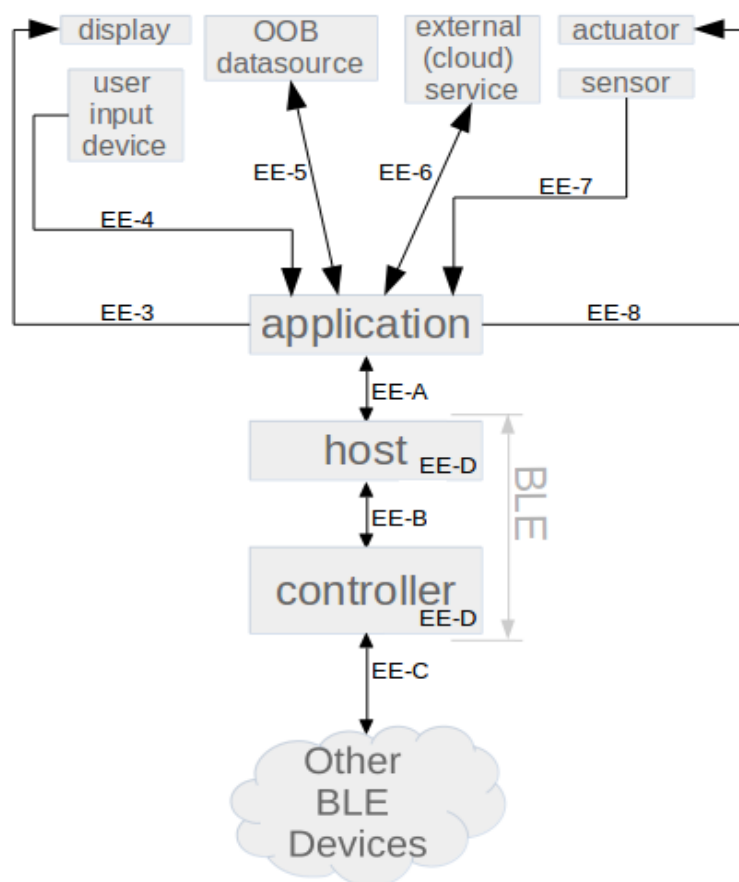 display
OOB
datasource
external
(cloud)
service
actuator
user
input
device
sensor
EE-5
EE-6
EE-7
EE-4
EE-3
application
EE-8
EE-A
host
EE-D
BLE
EE-B
controller
EE-D
EE-C
Other
BLE
Devices